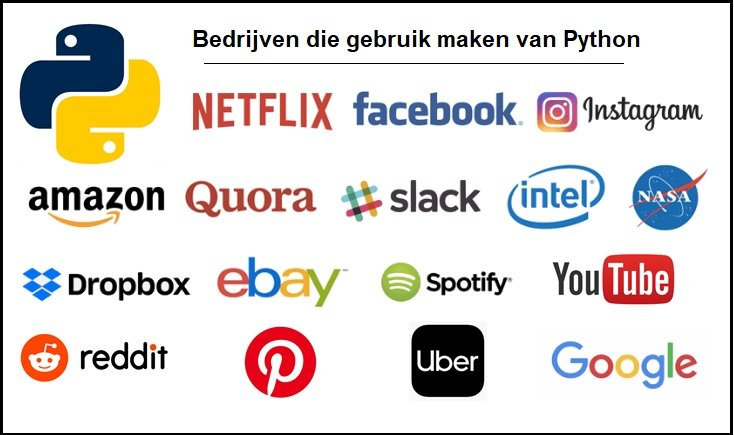 Bedrijven die gebruik maken van Python
NETFLIX facebook® Instagram
amazon Quora slack intel® NASA
Dropbox ebay™ Spotify® YouTube
reddit Uber Google